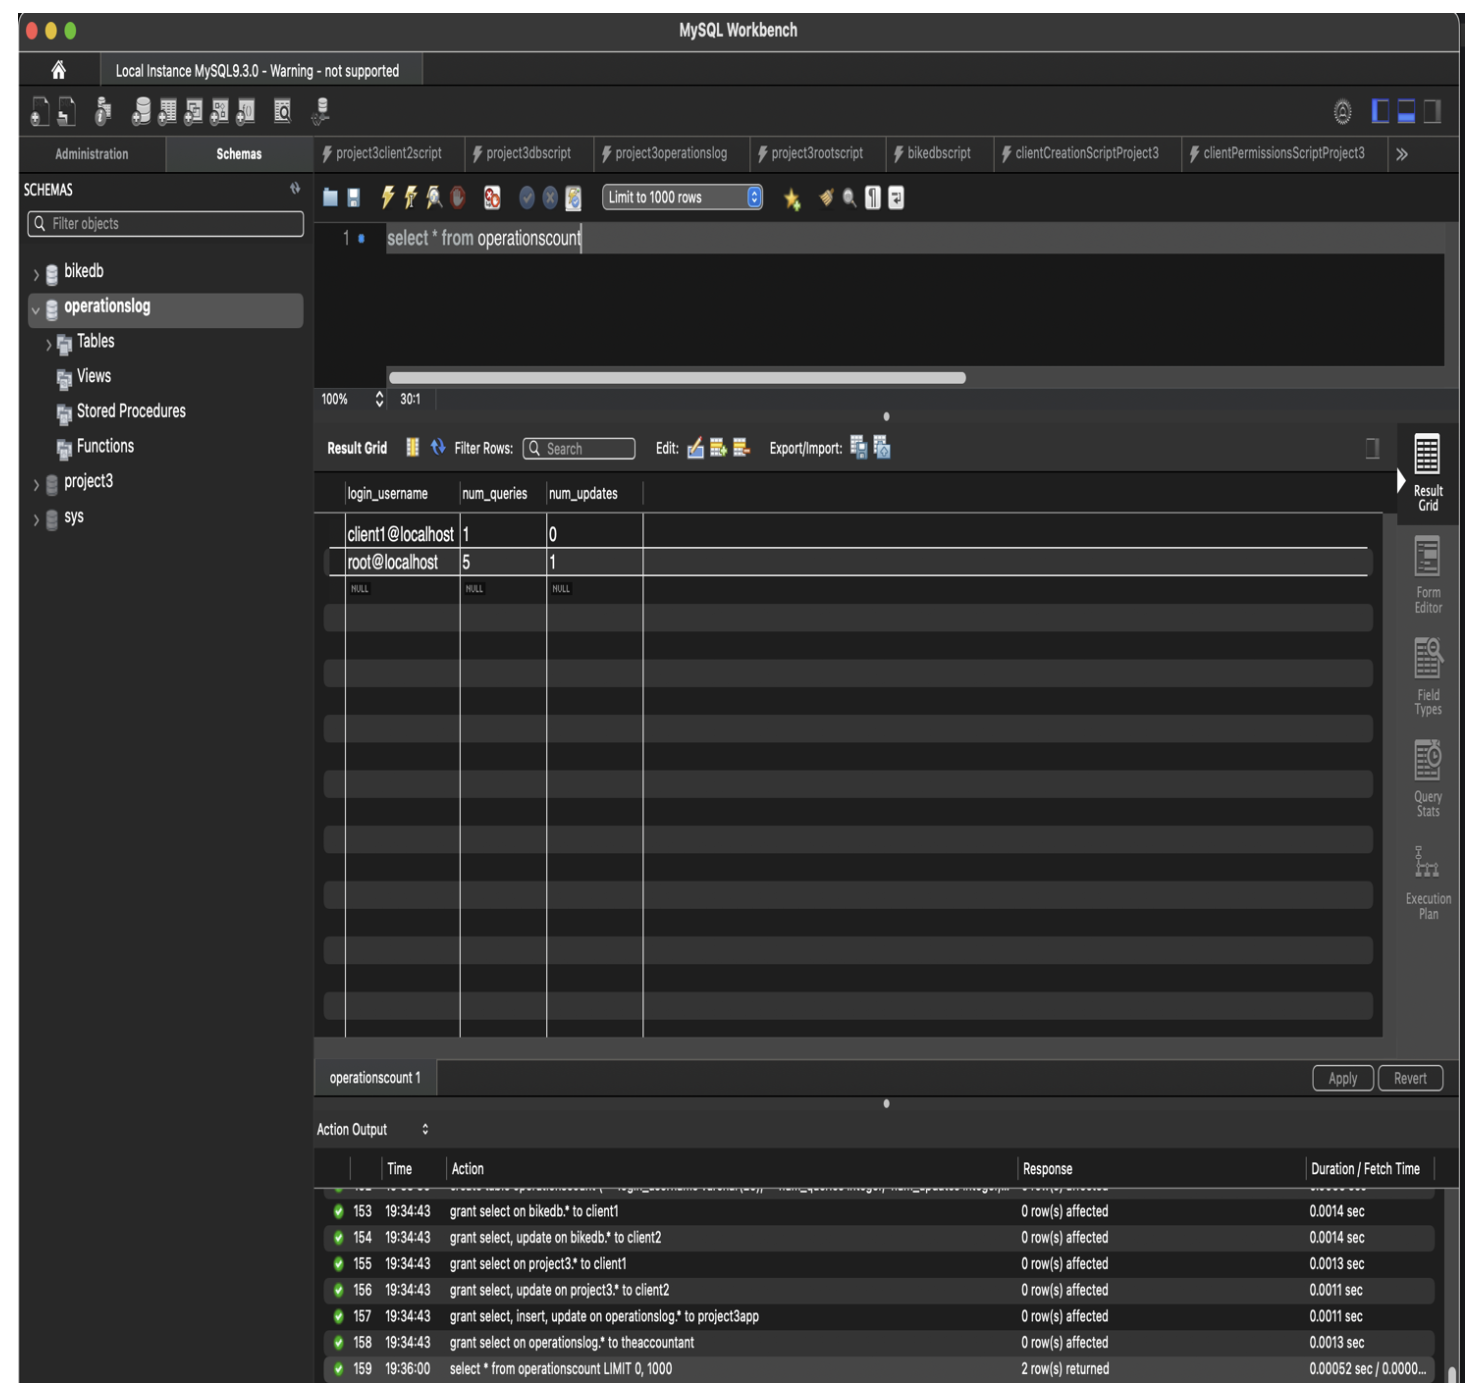 MySQL Workbench
Local Instance MySQL9.3.0 - Warning - not supported
Administration
Schemas
project3client2script
project3dbscript
project3operationslog
project3rootscript
bikedbscript
clientCreationScriptProject3
clientPermissionsScriptProject3
SCHEMAS
Filter objects
bikedb
operationslog
Tables
Views
Stored Procedures
Functions
project3
sys
Limit to 1000 rows
1 select * from operationscount
100% 30:1
Result Grid Filter Rows: Search Edit: Export/Import:
login_username num_queries num_updates
client1@localhost 1 0
root@localhost 5 1
NULL NULL NULL
Result
Grid
Form
Editor
Field
Types
Query
Stats
Execution
Plan
operationscount 1
Apply Revert
Action Output
Time Action Response Duration / Fetch Time
153 19:34:43 grant select on bikedb.* to client1 0 row(s) affected 0.0014 sec
154 19:34:43 grant select, update on bikedb.* to client2 0 row(s) affected 0.0014 sec
155 19:34:43 grant select on project3.* to client1 0 row(s) affected 0.0013 sec
156 19:34:43 grant select, update on project3.* to client2 0 row(s) affected 0.0011 sec
157 19:34:43 grant select, insert, update on operationslog.* to project3app 0 row(s) affected 0.0011 sec
158 19:34:43 grant select on operationslog.* to theaccountant 0 row(s) affected 0.0013 sec
159 19:36:00 select * from operationscount LIMIT 0, 1000 2 row(s) returned 0.00052 sec / 0.0000...